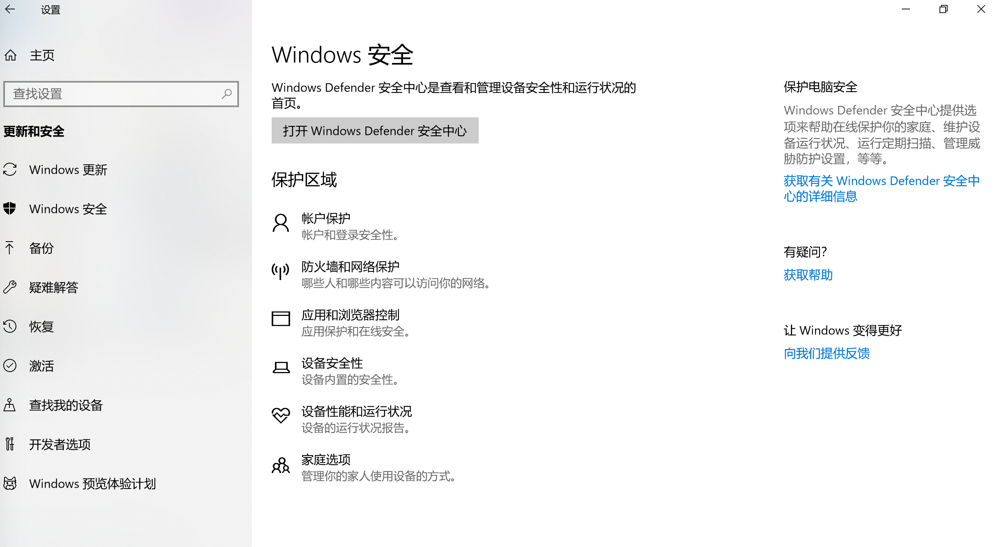 设置
主页
查找设置
更新和安全
Windows 更新
Windows 安全
备份
疑难解答
恢复
激活
查找我的设备
开发者选项
Windows 预览体验计划
Windows 安全
Windows Defender 安全中心是查看和管理设备安全性和运行状况的
首页。
打开 Windows Defender 安全中心
保护区域
帐户保护
帐户和登录安全性。
防火墙和网络保护
哪些人和哪些内容可以访问你的网络。
应用和浏览器控制
应用保护和在线安全。
设备安全性
设备内置的安全性。
设备性能和运行状况
设备的运行状况报告。
家庭选项
管理你的家人使用设备的方式。
保护电脑安全
Windows Defender 安全中心提供选
项来帮助在线保护你的家庭、维护设
备运行状况、运行定期扫描、管理威
胁防护设置，等等。
获取有关 Windows Defender 安全中
心的详细信息
有疑问?
获取帮助
让 Windows 变得更好
向我们提供反馈